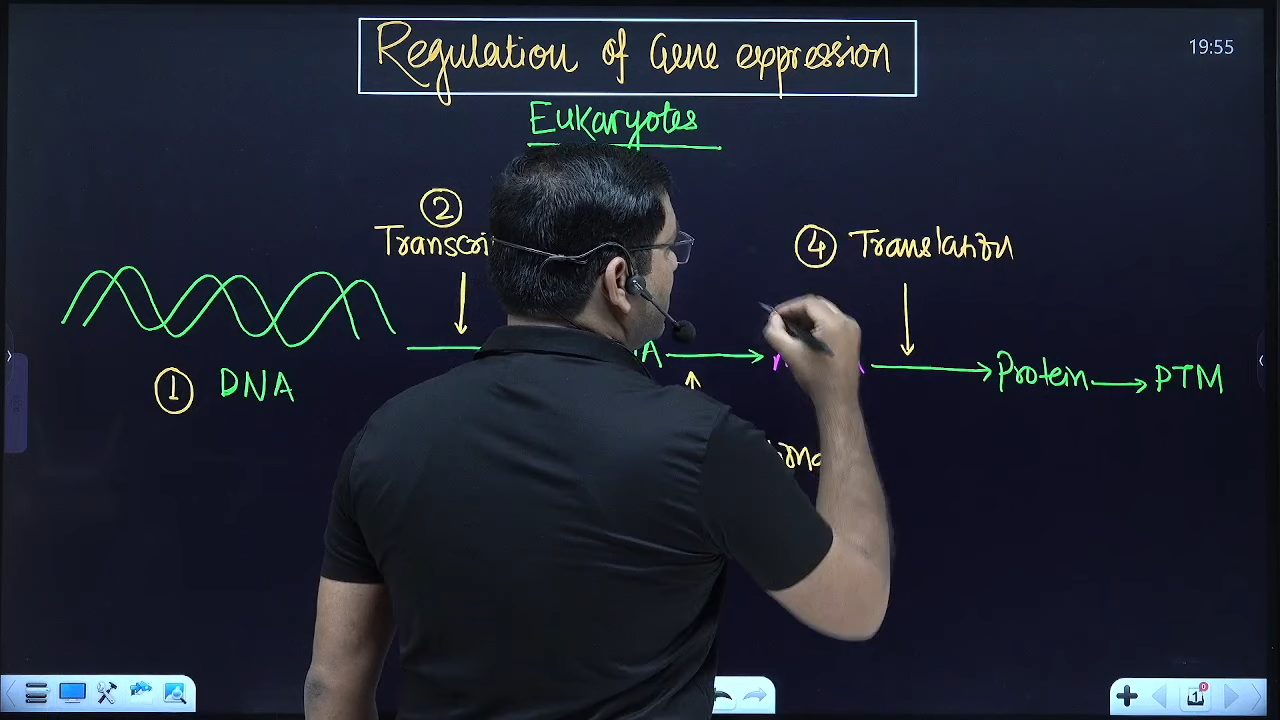 Regulation of Gene expression
19:55
Eukaryotes
2
4 Translation
Protein → PTM
1 DNA